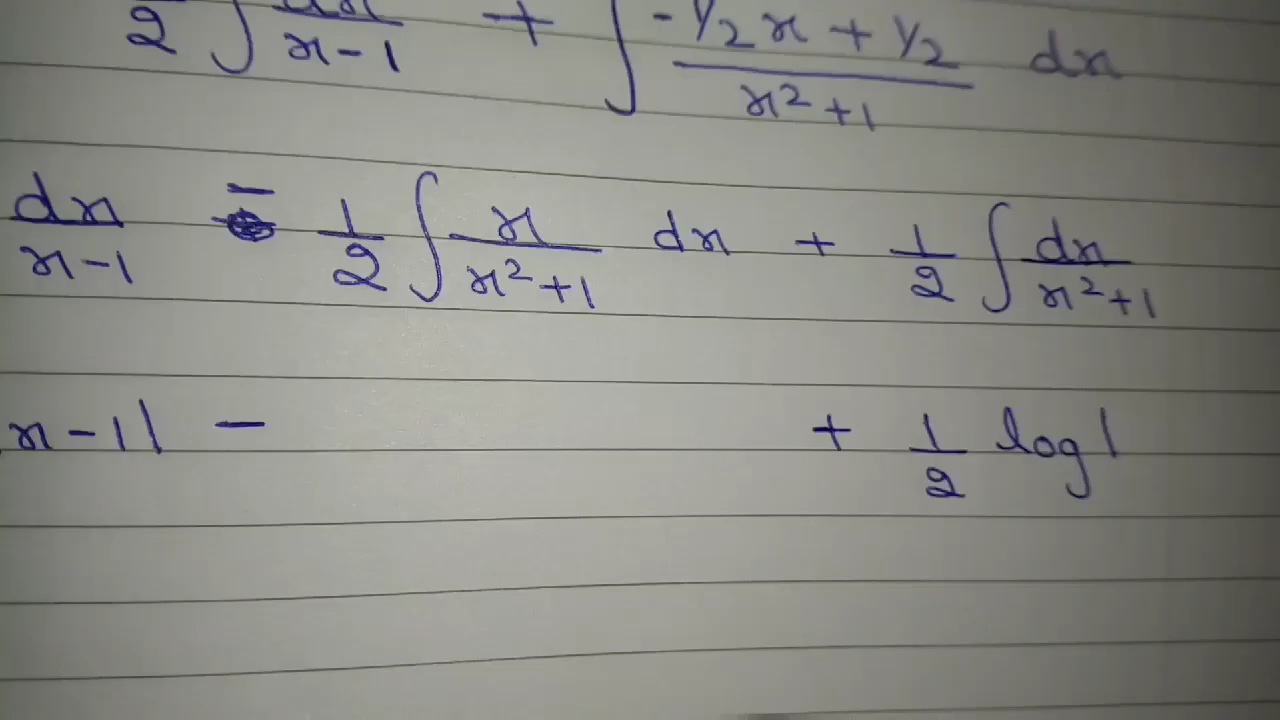 2 ∫ dx/x-1 + ∫ -1/2x + 1/2 / x²+1 dx
dx/x-1 - 1/2 ∫ x/x²+1 dx + 1/2 ∫ dx/x²+1
x-1| - + 1/2 log|